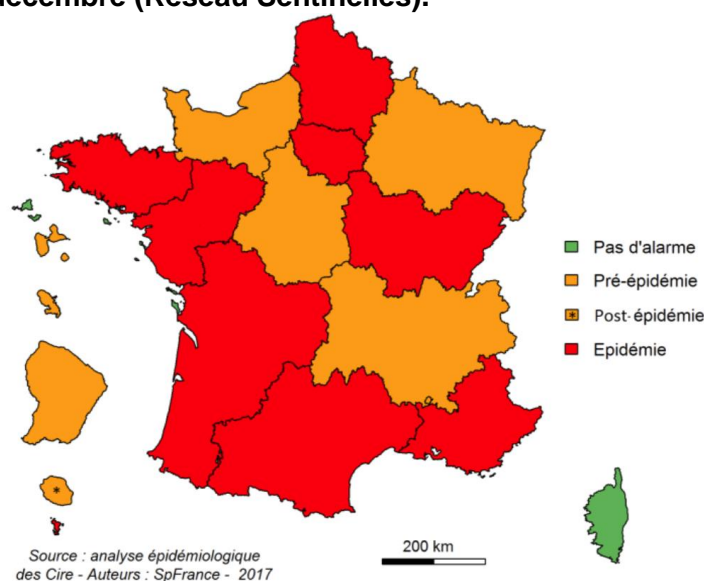 décembre (Réseau Sentinelles).
Pas d'alarme
Pré-épidémie
* Post-épidémie
Epidémie
*
200 km
Source : analyse épidémiologique
des Cire - Auteurs : SpFrance - 2017